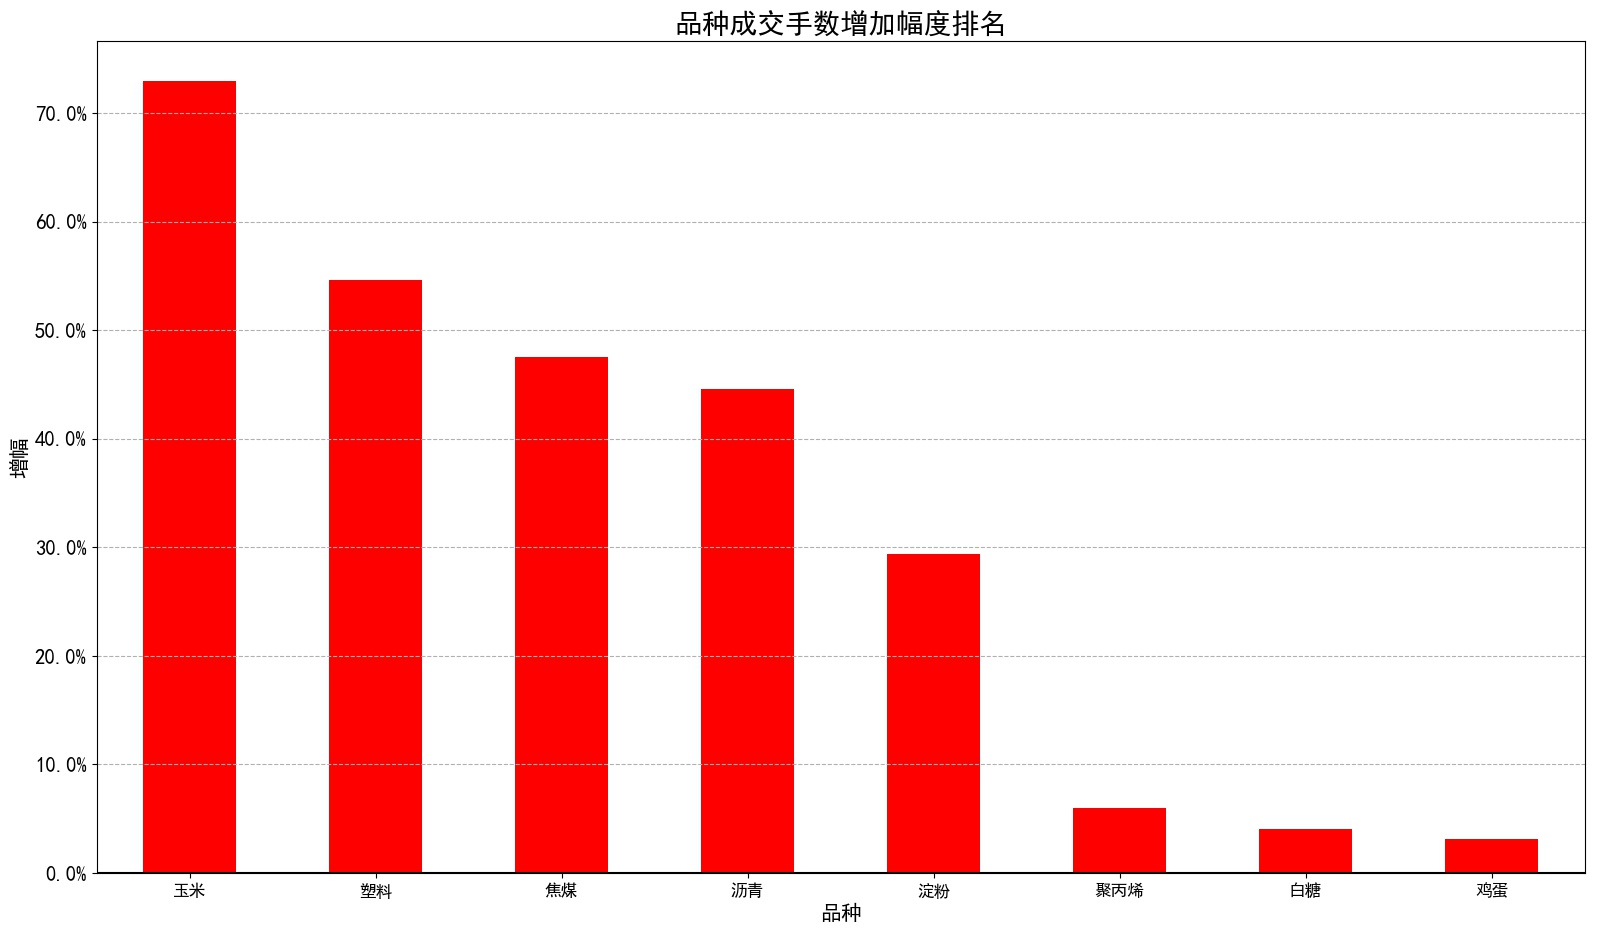 品种成交手数增加幅度排名
70.0%
60.0%
50.0%
40.0%
30.0%
20.0%
10.0%
0.0%
增幅
玉米
塑料
焦煤
沥青
淀粉
聚丙烯
白糖
鸡蛋
品种